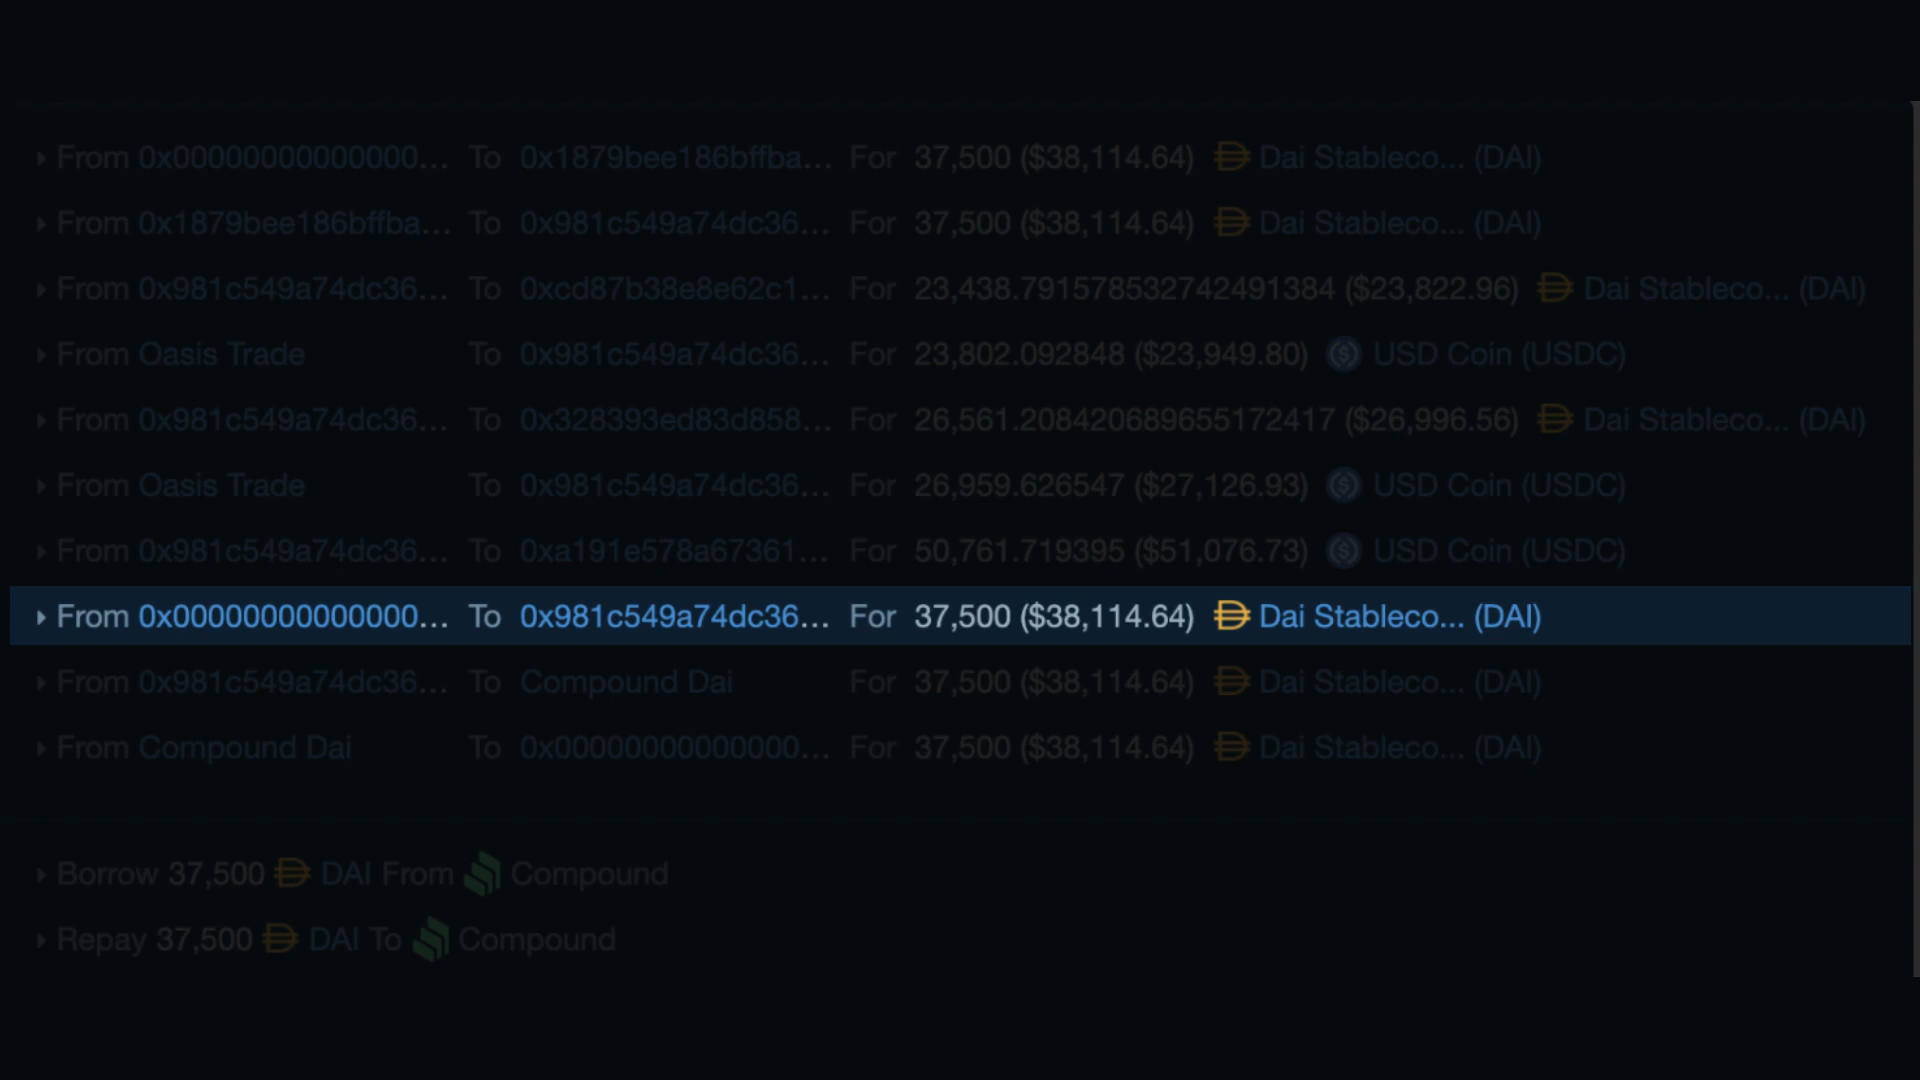 From 0x00000000000000... To 0x1879bee186bffba... For 37,500 ($38,114.64) Dai Stableco... (DAI)
From 0x1879bee186bffba... To 0x981c549a74dc36... For 37,500 ($38,114.64) Dai Stableco... (DAI)
From 0x981c549a74dc36... To 0xcd87b38e8e62c1... For 23,438.791578532742491384 ($23,822.96) Dai Stableco... (DAI)
From Oasis Trade To 0x981c549a74dc36... For 23,802.092848 ($23,949.80) USD Coin (USDC)
From 0x981c549a74dc36... To 0x328393ed83d858... For 26,561.208420689655172417 ($26,996.56) Dai Stableco... (DAI)
From Oasis Trade To 0x981c549a74dc36... For 26,959.626547 ($27,126.93) USD Coin (USDC)
From 0x981c549a74dc36... To 0xa191e578a67361... For 50,761.719395 ($51,076.73) USD Coin (USDC)
From 0x00000000000000... To 0x981c549a74dc36... For 37,500 ($38,114.64) Dai Stableco... (DAI)
From 0x981c549a74dc36... To Compound Dai For 37,500 ($38,114.64) Dai Stableco... (DAI)
From Compound Dai To 0x00000000000000... For 37,500 ($38,114.64) Dai Stableco... (DAI)
Borrow 37,500 DAI From Compound
Repay 37,500 DAI To Compound